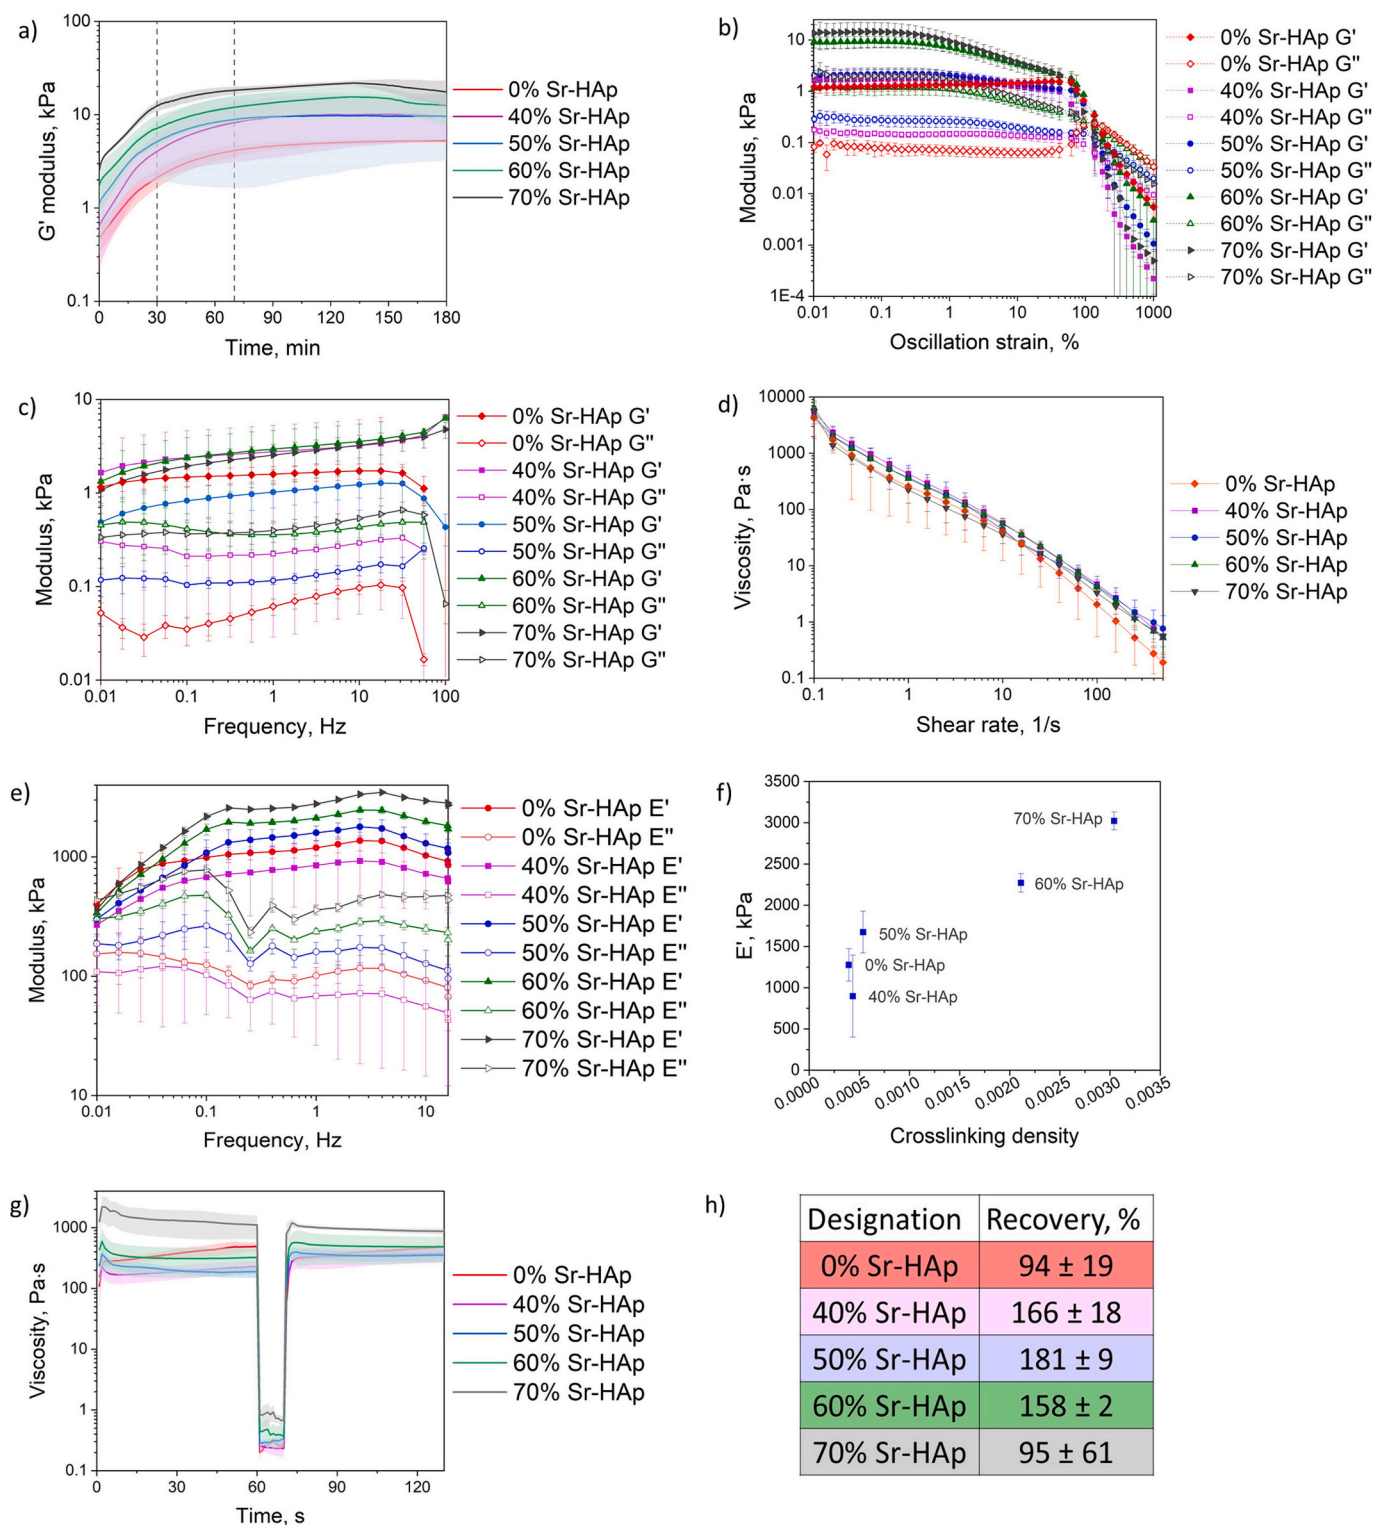 a)
G' modulus, kPa
100
10
1
0.1
0
30
60
90
120
150
180
Time, min
0% Sr-HAp
40% Sr-HAp
50% Sr-HAp
60% Sr-HAp
70% Sr-HAp
b)
Modulus, kPa
10
1
0.1
0.01
0.001
1E-4
0.01
0.1
1
10
100
1000
Oscillation strain, %
0% Sr-HAp G'
0% Sr-HAp G"
40% Sr-HAp G'
40% Sr-HAp G"
50% Sr-HAp G'
50% Sr-HAp G"
60% Sr-HAp G'
60% Sr-HAp G"
70% Sr-HAp G'
70% Sr-HAp G"
c)
Modulus, kPa
10
1
0.1
0.01
0.01
0.1
1
10
100
Frequency, Hz
0% Sr-HAp G'
0% Sr-HAp G"
40% Sr-HAp G'
40% Sr-HAp G"
50% Sr-HAp G'
50% Sr-HAp G"
60% Sr-HAp G'
60% Sr-HAp G"
70% Sr-HAp G'
70% Sr-HAp G"
d)
Viscosity, Pa·s
10000
1000
100
10
1
0.1
0.1
1
10
100
Shear rate, 1/s
0% Sr-HAp
40% Sr-HAp
50% Sr-HAp
60% Sr-HAp
70% Sr-HAp
e)
Modulus, kPa
1000
100
10
0.01
0.1
1
10
Frequency, Hz
0% Sr-HAp E'
0% Sr-HAp E"
40% Sr-HAp E'
40% Sr-HAp E"
50% Sr-HAp E'
50% Sr-HAp E"
60% Sr-HAp E'
60% Sr-HAp E"
70% Sr-HAp E'
70% Sr-HAp E"
f)
E', kPa
3500
3000
2500
2000
1500
1000
500
0
70% Sr-HAp
60% Sr-HAp
50% Sr-HAp
0% Sr-HAp
40% Sr-HAp
0.0000
0.0005
0.0010
0.0015
0.0020
0.0025
0.0030
0.0035
Crosslinking density
g)
Viscosity, Pa·s
1000
100
10
1
0.1
0
30
60
90
120
Time, s
0% Sr-HAp
40% Sr-HAp
50% Sr-HAp
60% Sr-HAp
70% Sr-HAp
h)
Designation Recovery, %
0% Sr-HAp 94 ± 19
40% Sr-HAp 166 ± 18
50% Sr-HAp 181 ± 9
60% Sr-HAp 158 ± 2
70% Sr-HAp 95 ± 61